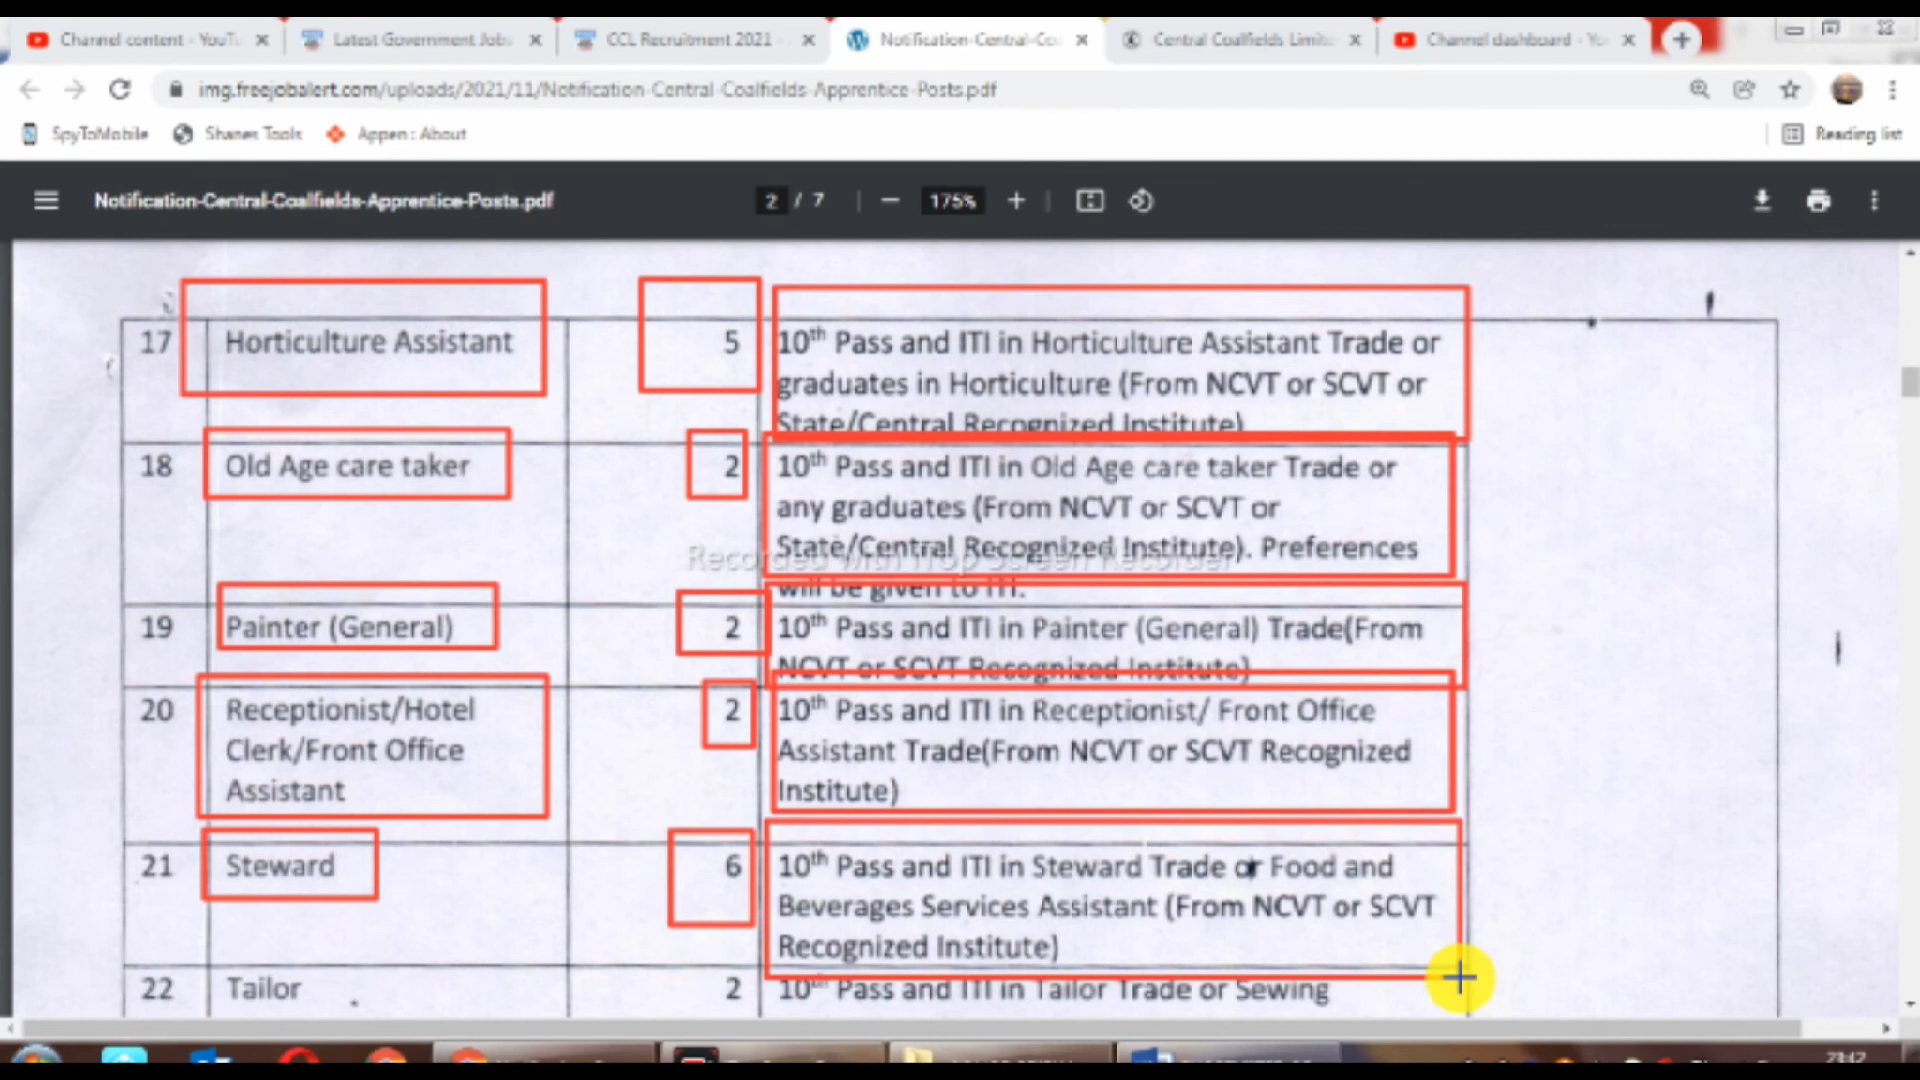 Channel content - YouTu
Latest Government Jobs
CCL Recruitment 2021 -
Notification-Central-Co
Central Coalfields Limite
Channel dashboard - Yo
img.freejobalert.com/uploads/2021/11/Notification-Central-Coalfields-Apprentice-Posts.pdf
SpyToMobile
Shares Tools
Appen: About
Reading list
Notification-Central-Coalfields-Apprentice-Posts.pdf
2 / 7
175%
17 Horticulture Assistant 5 10th Pass and ITI in Horticulture Assistant Trade or
graduates in Horticulture (From NCVT or SCVT or
State/Central Recognized Institute)
18 Old Age care taker 2 10th Pass and ITI in Old Age care taker Trade or
any graduates (From NCVT or SCVT or
State/Central Recognized Institute). Preferences
will be given to ITI.
Recorded with iTop Screen Recorder
19 Painter (General) 2 10th Pass and ITI in Painter (General) Trade(From
NCVT or SCVT Recognized Institute)
20 Receptionist/Hotel 2 10th Pass and ITI in Receptionist/ Front Office
Clerk/Front Office Assistant Trade(From NCVT or SCVT Recognized
Assistant Institute)
21 Steward 6 10th Pass and ITI in Steward Trade or Food and
Beverages Services Assistant (From NCVT or SCVT
Recognized Institute)
22 Tailor 2 10th Pass and ITI in Tailor Trade or Sewing